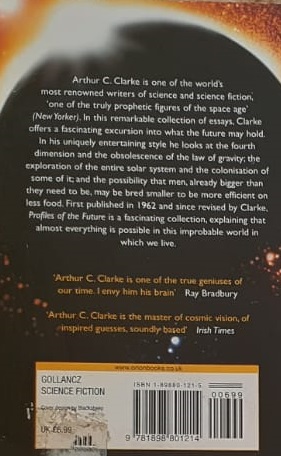 Arthur C. Clarke is one of the world's
most renowned writers of science and science fiction,
'one of the truly prophetic figures of the space age'
(New Yorker). In this remarkable collection of essays, Clarke
offers a fascinating excursion into what the future may hold.
In his uniquely entertaining style he looks at the fourth
dimension and the obsolescence of the law of gravity; the
exploration of the entire solar system and the colonisation of
some of it; and the possibility that men, already bigger than
they need to be, may be bred smaller to be more efficient on
less food. First published in 1962 and since revised by Clarke,
Profiles of the Future is a fascinating collection, explaining that
almost everything is possible in this improbable world in
which we live.
'Arthur C. Clarke is one of the true geniuses of
our time. I envy him his brain' Ray Bradbury
'Arthur C. Clarke is the master of cosmic vision, of
inspired guesses, soundly based' Irish Times
www.orionbooks.co.uk
GOLLANCZ
SCIENCE FICTION
UK £6.99
ISBN 1-89880-121-5
00699
9 781898 801214